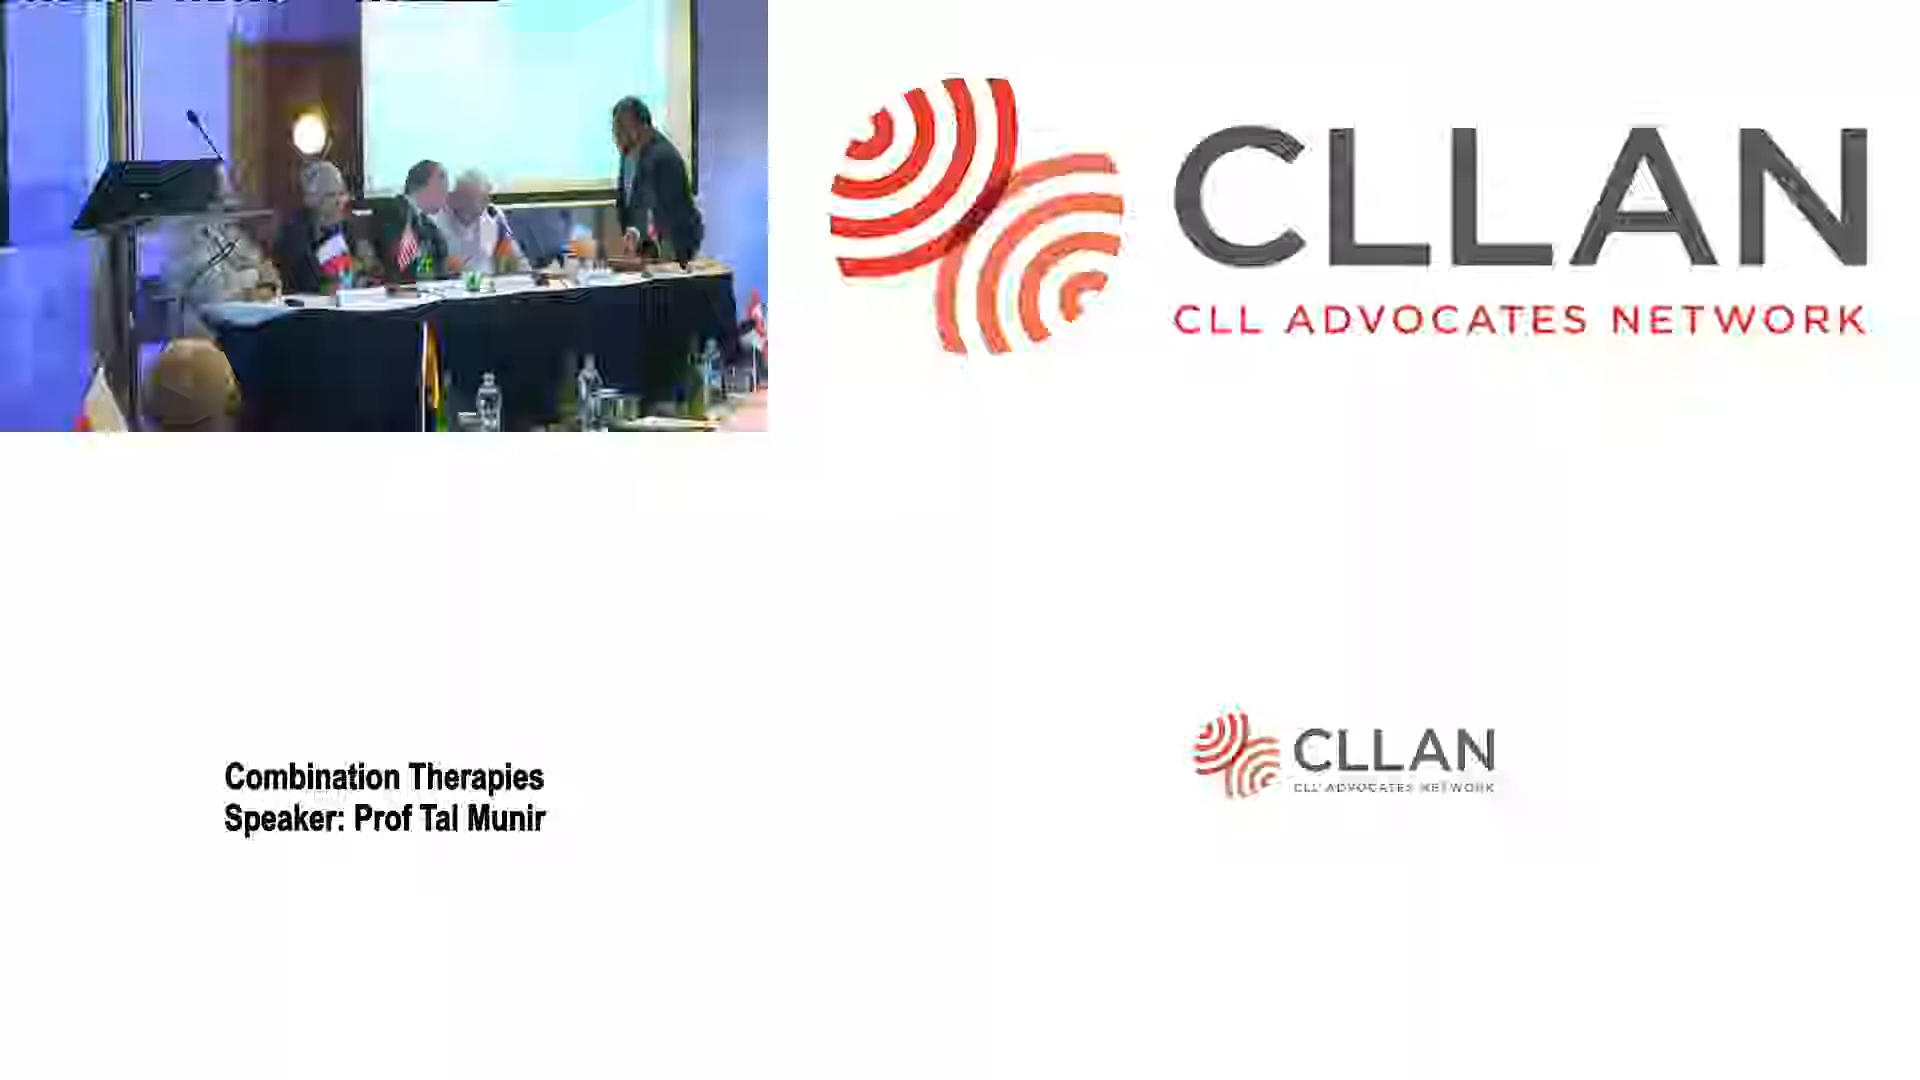 CLLAN
CLL ADVOCATES NETWORK
Combination Therapies
Speaker: Prof Tal Munir
CLLAN
CLL ADVOCATES NETWORK